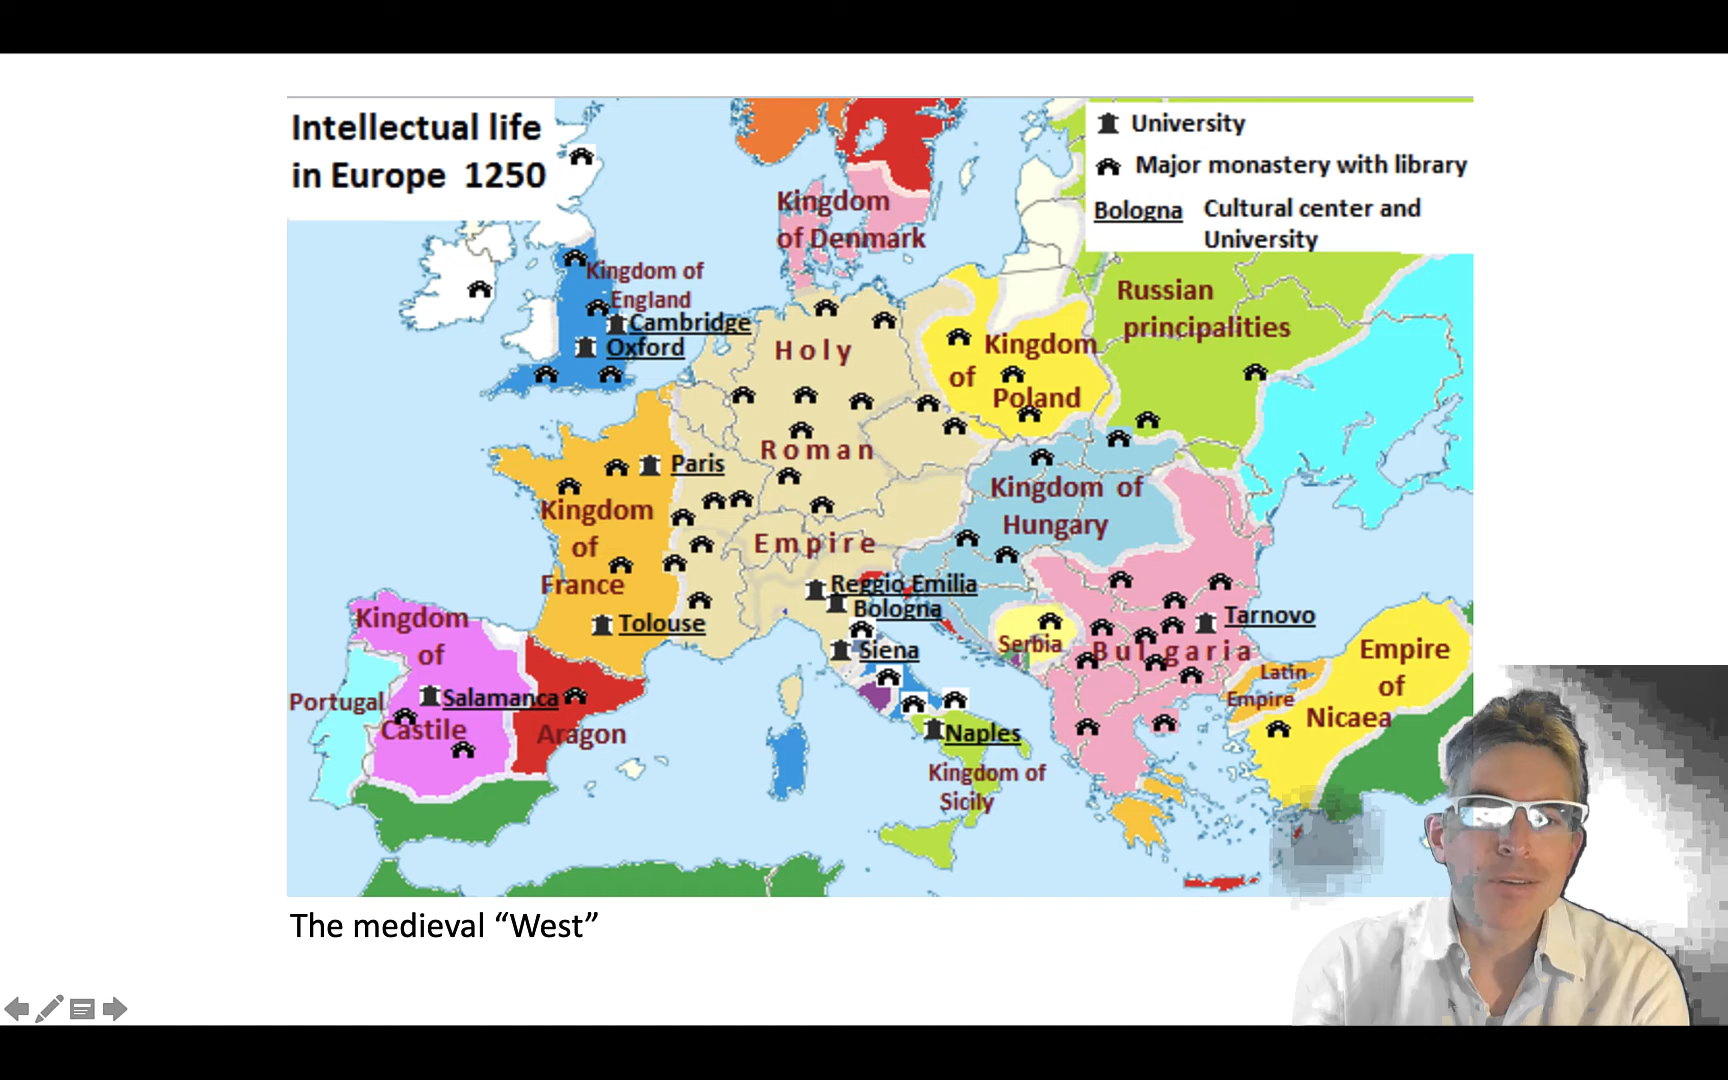 Intellectual life
in Europe 1250
University
Major monastery with library
Bologna
Cultural center and
University
Kingdom
of Denmark
Kingdom of
England
Cambridge
Oxford
Holy
Roman
Empire
Kingdom
of
Poland
Russian
principalities
Paris
Kingdom
of
France
Tolouse
Kingdom of
Hungary
Reggio Emilia
Bologna
Siena
Serbia
Bulgaria
Tarnovo
Latin
Empire
Empire
of
Nicaea
Kingdom
of
Castile
Salamanca
Portugal
Aragon
Naples
Kingdom of
Sicily
The medieval “West”